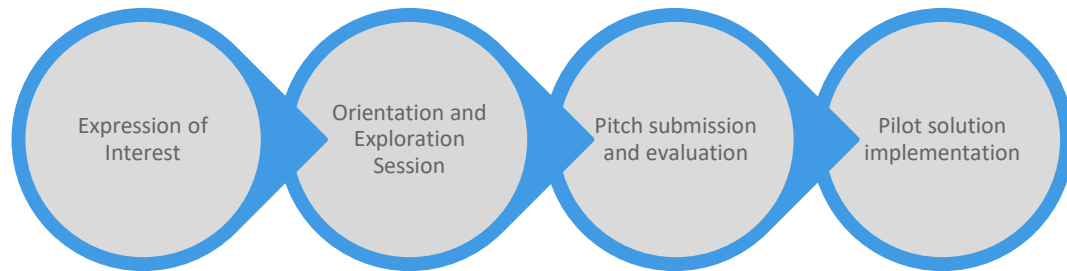 Expression of
Interest
Orientation and
Exploration
Session
Pitch submission
and evaluation
Pilot solution
implementation